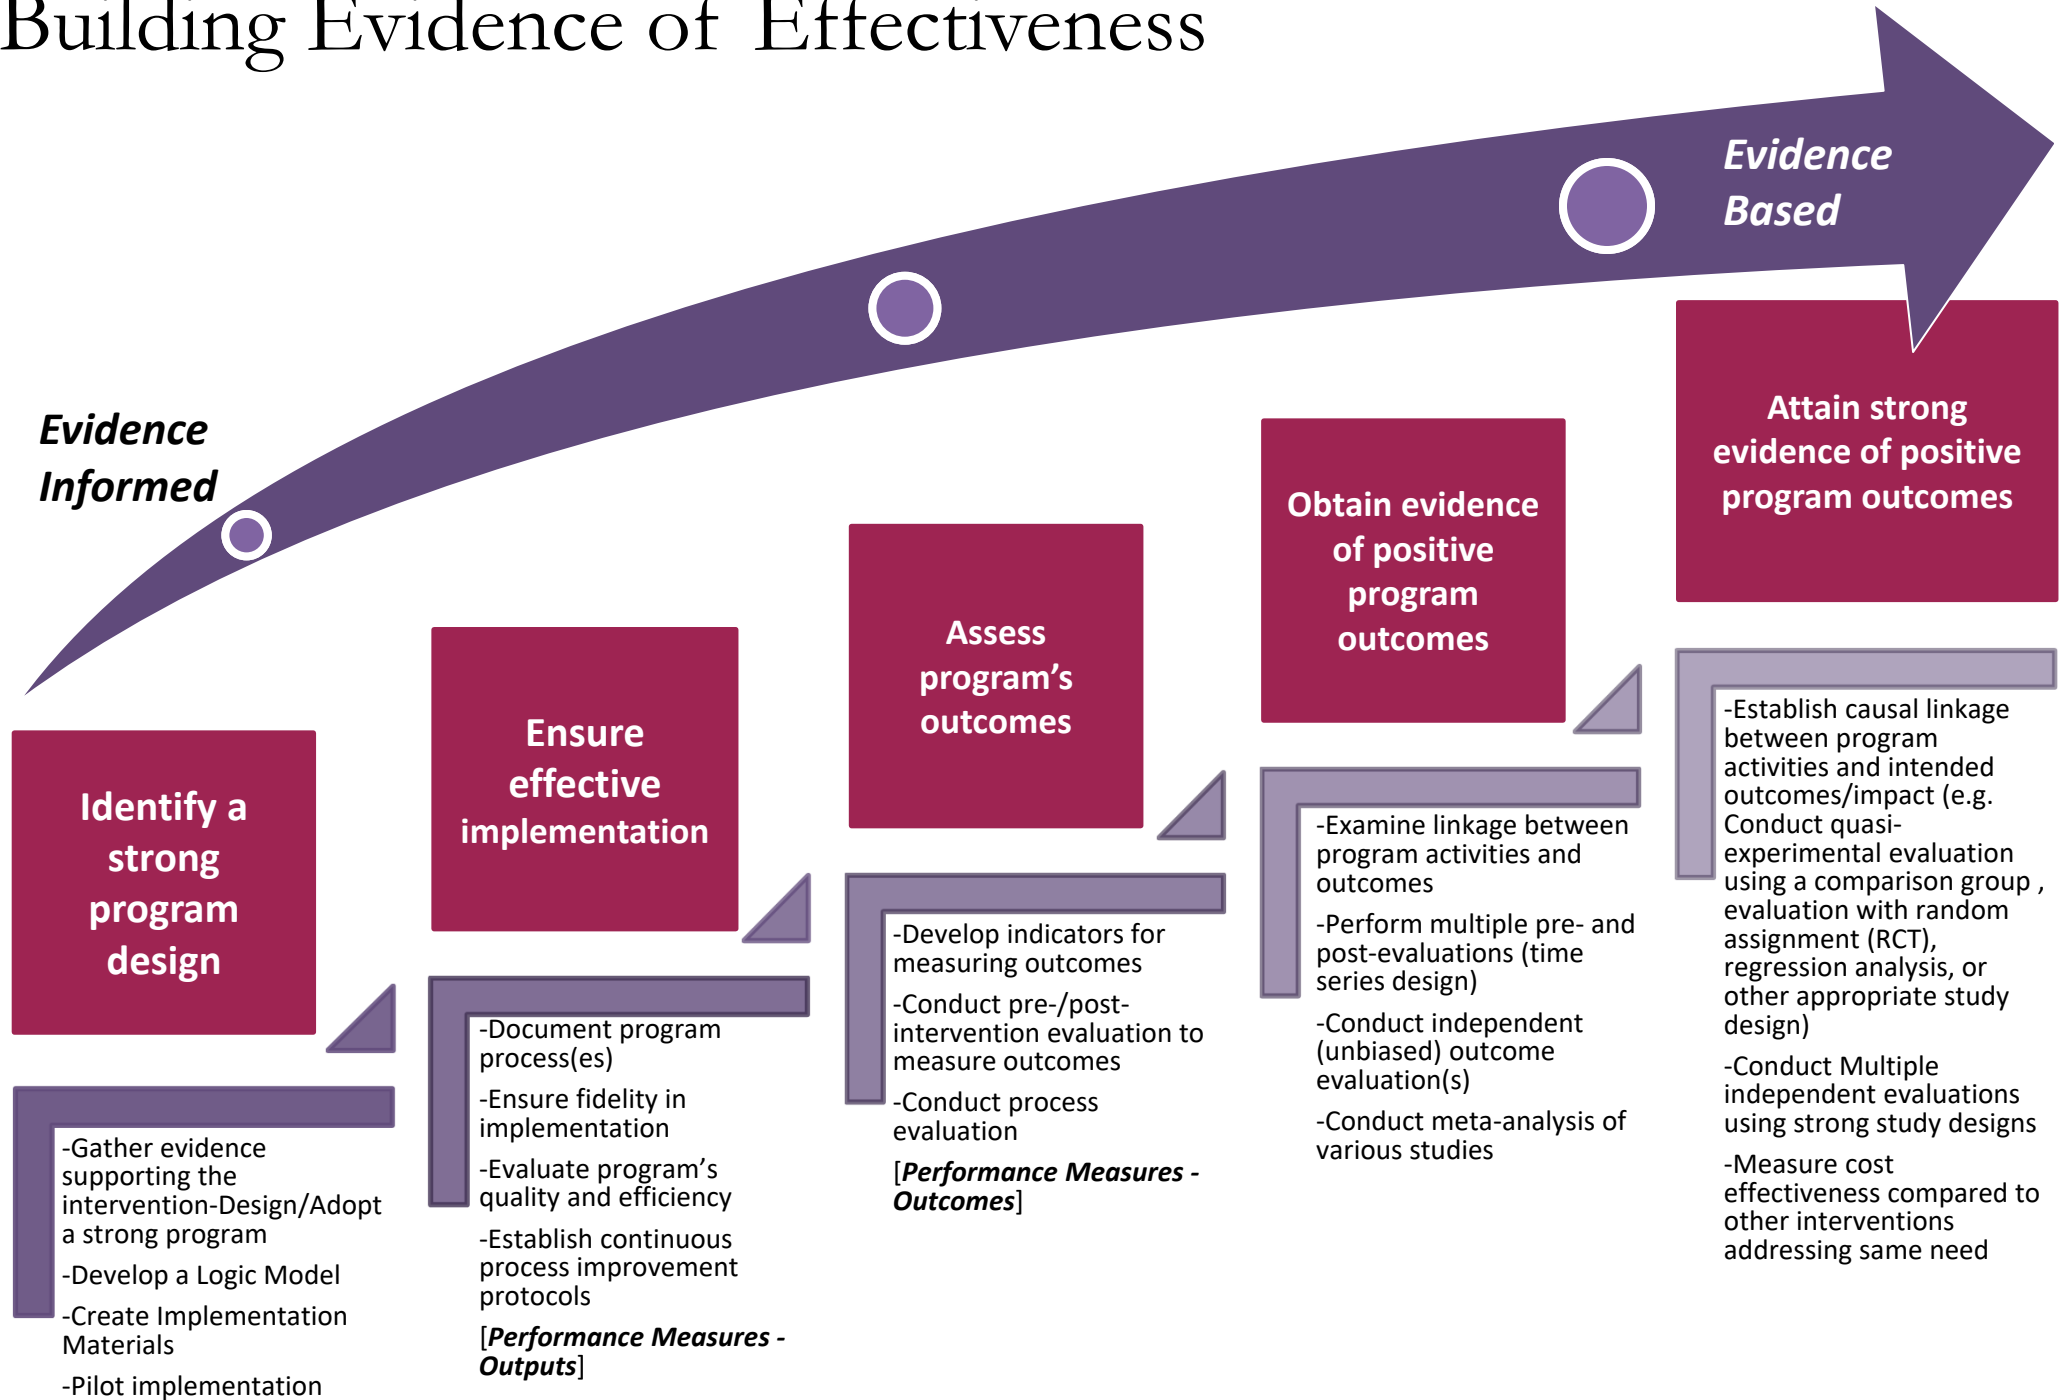 Building Evidence of Effectiveness
Evidence
Based
Evidence
Informed
Identify a
strong
program
design
-Gather evidence
supporting the
intervention-Design/Adopt
a strong program
-Develop a Logic Model
-Create Implementation
Materials
-Pilot implementation
Ensure
effective
implementation
-Document program
process(es)
-Ensure fidelity in
implementation
-Evaluate program's
quality and efficiency
-Establish continuous
process improvement
protocols
[Performance Measures -
Outputs]
Assess
program's
outcomes
-Develop indicators for
measuring outcomes
-Conduct pre-/post-
intervention evaluation to
measure outcomes
-Conduct process
evaluation
[Performance Measures -
Outcomes]
Obtain evidence
of positive
program
outcomes
-Examine linkage between
program activities and
outcomes
-Perform multiple pre- and
post-evaluations (time
series design)
-Conduct independent
(unbiased) outcome
evaluation(s)
-Conduct meta-analysis of
various studies
Attain strong
evidence of positive
program outcomes
-Establish causal linkage
between program
activities and intended
outcomes/impact (e.g.
Conduct quasi-
experimental evaluation
using a comparison group ,
evaluation with random
assignment (RCT),
regression analysis, or
other appropriate study
design)
-Conduct Multiple
independent evaluations
using strong study designs
-Measure cost
effectiveness compared to
other interventions
addressing same need